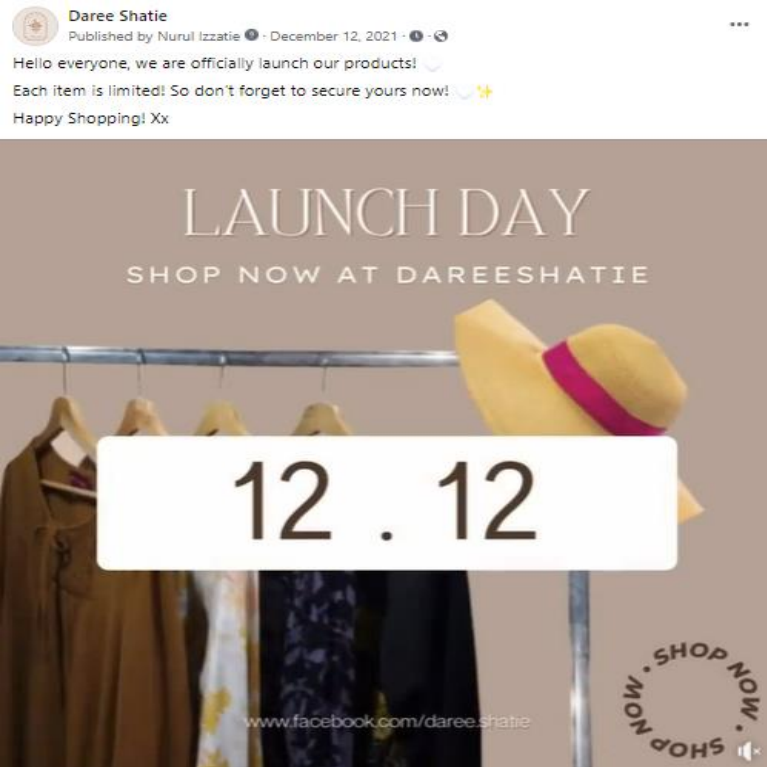 Daree Shatie
Published by Nurul Izzatie · December 12, 2021 ·
Hello everyone, we are officially launch our products! 🤍
Each item is limited! So don't forget to secure yours now! 🤍✨
Happy Shopping! Xx
LAUNCH DAY
SHOP NOW AT DAREESHATIE
12 . 12
www.facebook.com/daree.shatie
SHOP NOW • SHOP NOW •